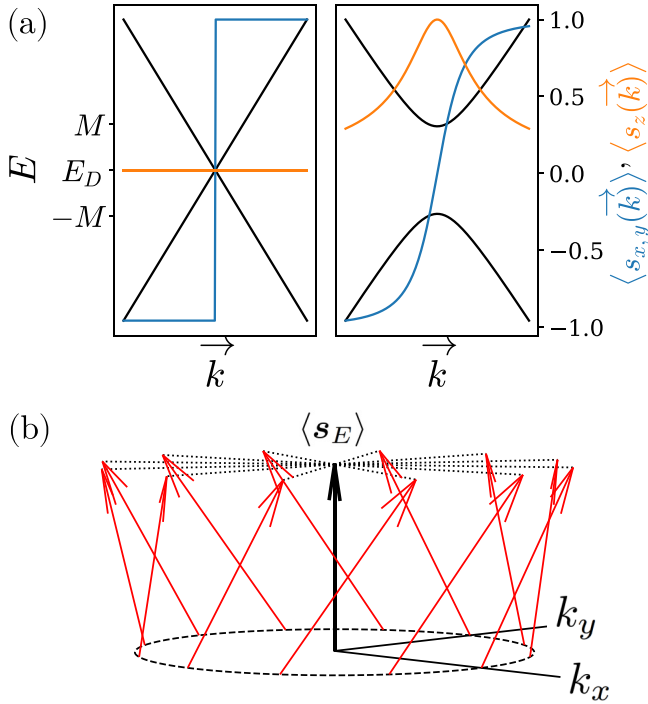 (a)
E
M
E_D
−M
1.0
0.5
0.0
−0.5
−1.0
⟨s_{x,y}(k⃗)⟩, ⟨s_z(k⃗)⟩
k⃗
k⃗
(b)
⟨s_E⟩
k_y
k_x